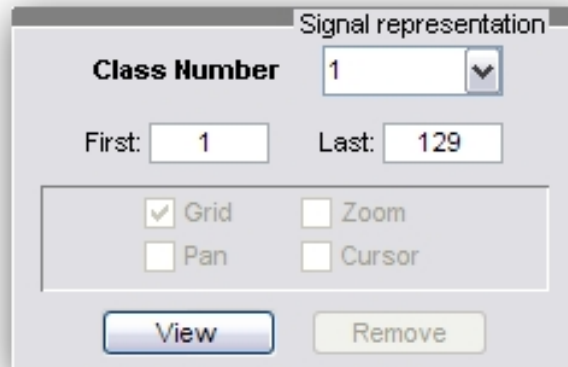 Signal representation
Class Number 1
First: 1 Last: 129
Grid Zoom
Pan Cursor
View Remove